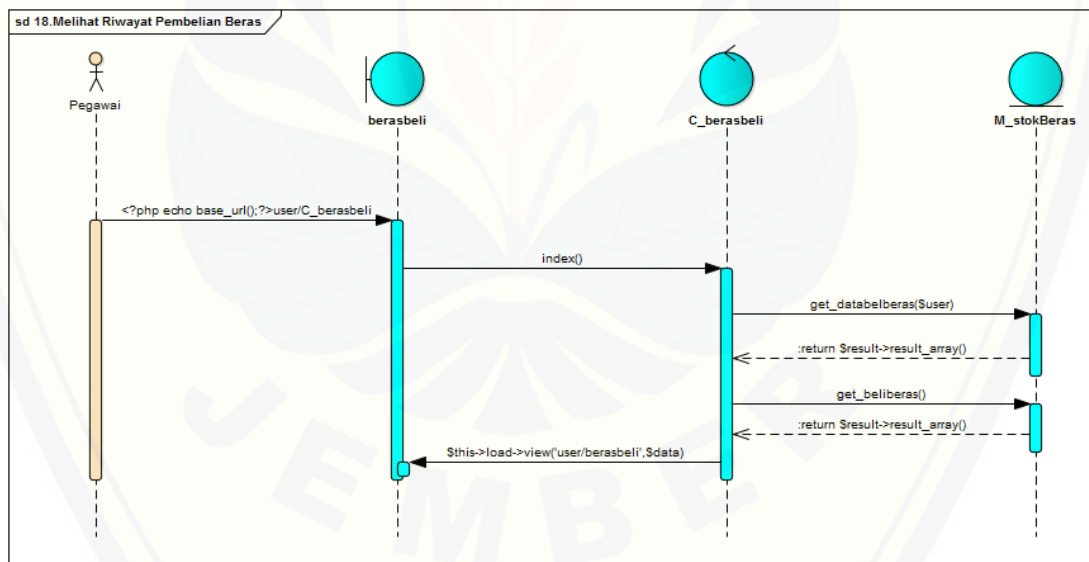 sd 18.Melihat Riwayat Pembelian Beras
Pegawai
berasbeli
C_berasbeli
M_stokBeras
<?php echo base_url();?>user/C_berasbeli
index()
get_databelberas($user)
:return $result->result_array()
get_beliberas()
:return $result->result_array()
$this->load->view('user/berasbeli',$data)
JEMBER